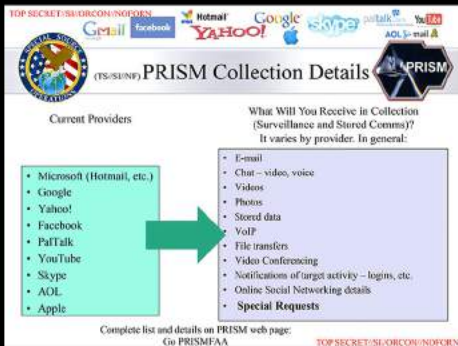 TOP SECRET//SI//ORCON//NOFORN
Gmail facebook Hotmail YAHOO! Google skype paltalk.com YouTube
AOL mail
SPECIAL SOURCE
OPERATIONS
(TS//SI//NF) PRISM Collection Details
PRISM
Current Providers
What Will You Receive in Collection
(Surveillance and Stored Comms)?
It varies by provider. In general:
• Microsoft (Hotmail, etc.)
• Google
• Yahoo!
• Facebook
• PalTalk
• YouTube
• Skype
• AOL
• Apple
• E-mail
• Chat – video, voice
• Videos
• Photos
• Stored data
• VoIP
• File transfers
• Video Conferencing
• Notifications of target activity – logins, etc.
• Online Social Networking details
• Special Requests
Complete list and details on PRISM web page:
Go PRISMFAA
TOP SECRET//SI//ORCON//NOFORN